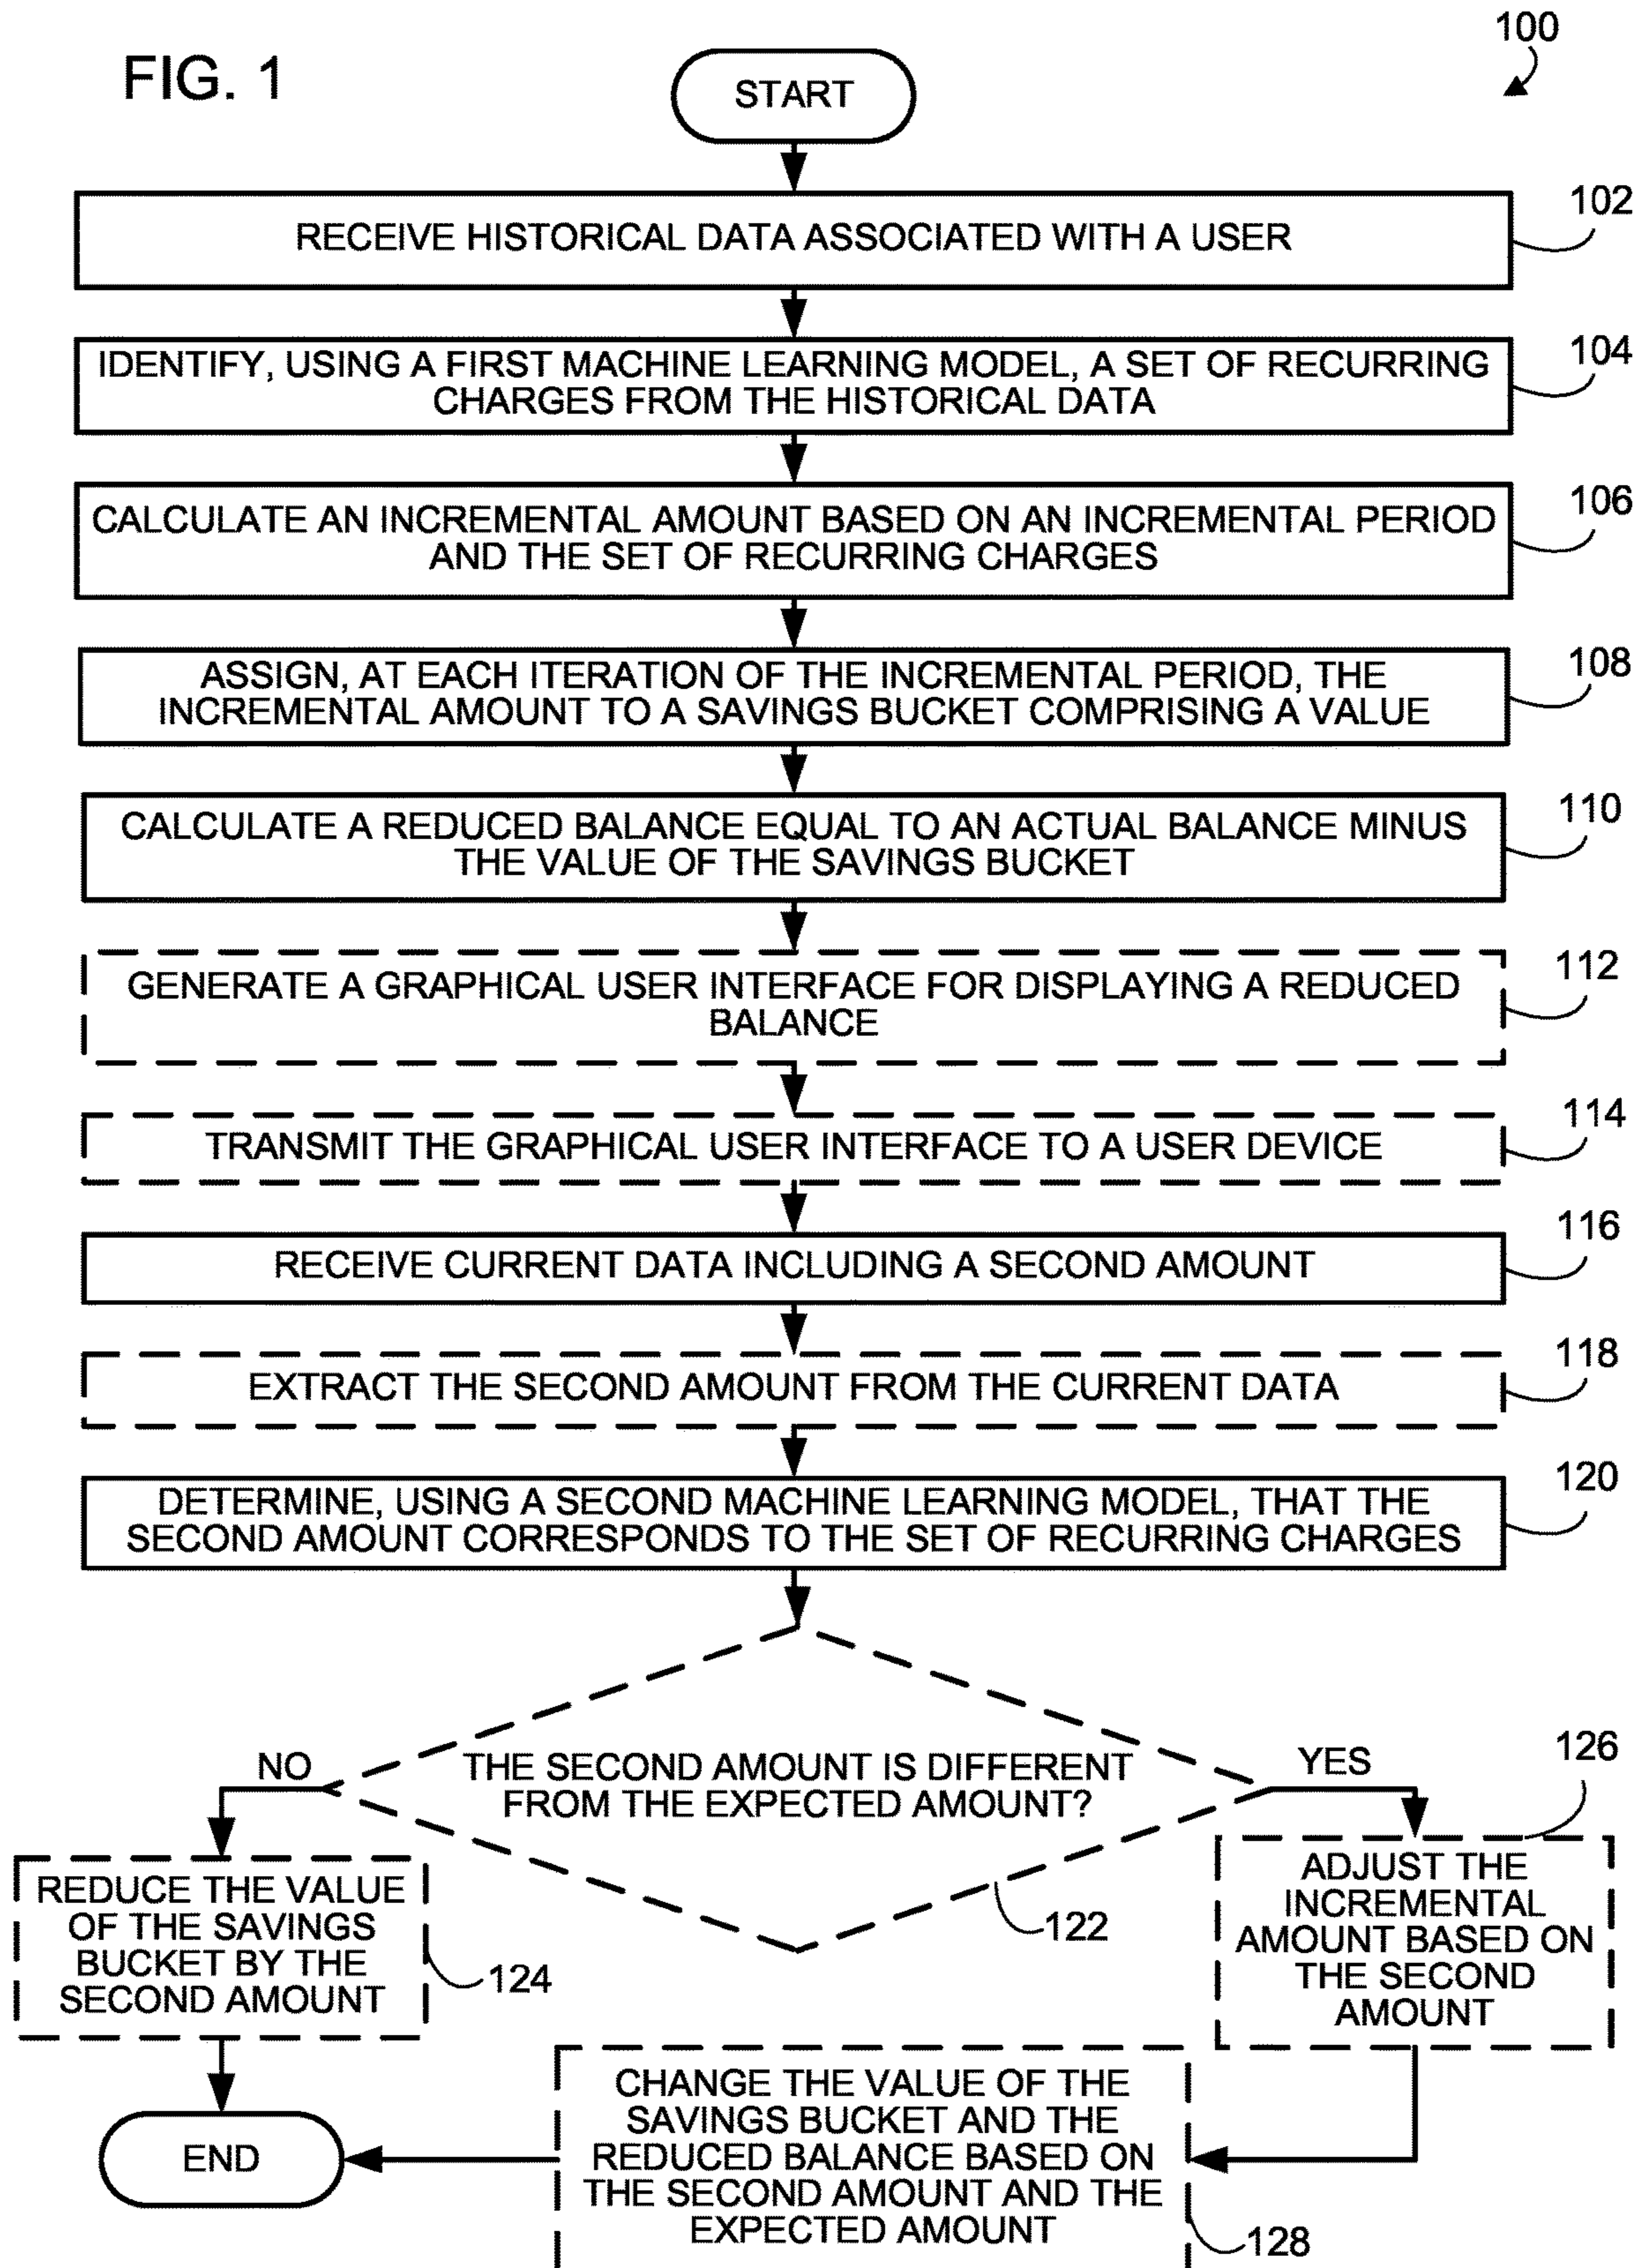 FIG. 1
100
START
RECEIVE HISTORICAL DATA ASSOCIATED WITH A USER
102
IDENTIFY, USING A FIRST MACHINE LEARNING MODEL, A SET OF RECURRING
CHARGES FROM THE HISTORICAL DATA
104
CALCULATE AN INCREMENTAL AMOUNT BASED ON AN INCREMENTAL PERIOD
AND THE SET OF RECURRING CHARGES
106
ASSIGN, AT EACH ITERATION OF THE INCREMENTAL PERIOD, THE
INCREMENTAL AMOUNT TO A SAVINGS BUCKET COMPRISING A VALUE
108
CALCULATE A REDUCED BALANCE EQUAL TO AN ACTUAL BALANCE MINUS
THE VALUE OF THE SAVINGS BUCKET
110
GENERATE A GRAPHICAL USER INTERFACE FOR DISPLAYING A REDUCED
BALANCE
112
TRANSMIT THE GRAPHICAL USER INTERFACE TO A USER DEVICE
114
RECEIVE CURRENT DATA INCLUDING A SECOND AMOUNT
116
EXTRACT THE SECOND AMOUNT FROM THE CURRENT DATA
118
DETERMINE, USING A SECOND MACHINE LEARNING MODEL, THAT THE
SECOND AMOUNT CORRESPONDS TO THE SET OF RECURRING CHARGES
120
THE SECOND AMOUNT IS DIFFERENT
FROM THE EXPECTED AMOUNT?
122
NO
YES
REDUCE THE VALUE
OF THE SAVINGS
BUCKET BY THE
SECOND AMOUNT
124
ADJUST THE
INCREMENTAL
AMOUNT BASED ON
THE SECOND
AMOUNT
126
CHANGE THE VALUE OF THE
SAVINGS BUCKET AND THE
REDUCED BALANCE BASED ON
THE SECOND AMOUNT AND THE
EXPECTED AMOUNT
128
END